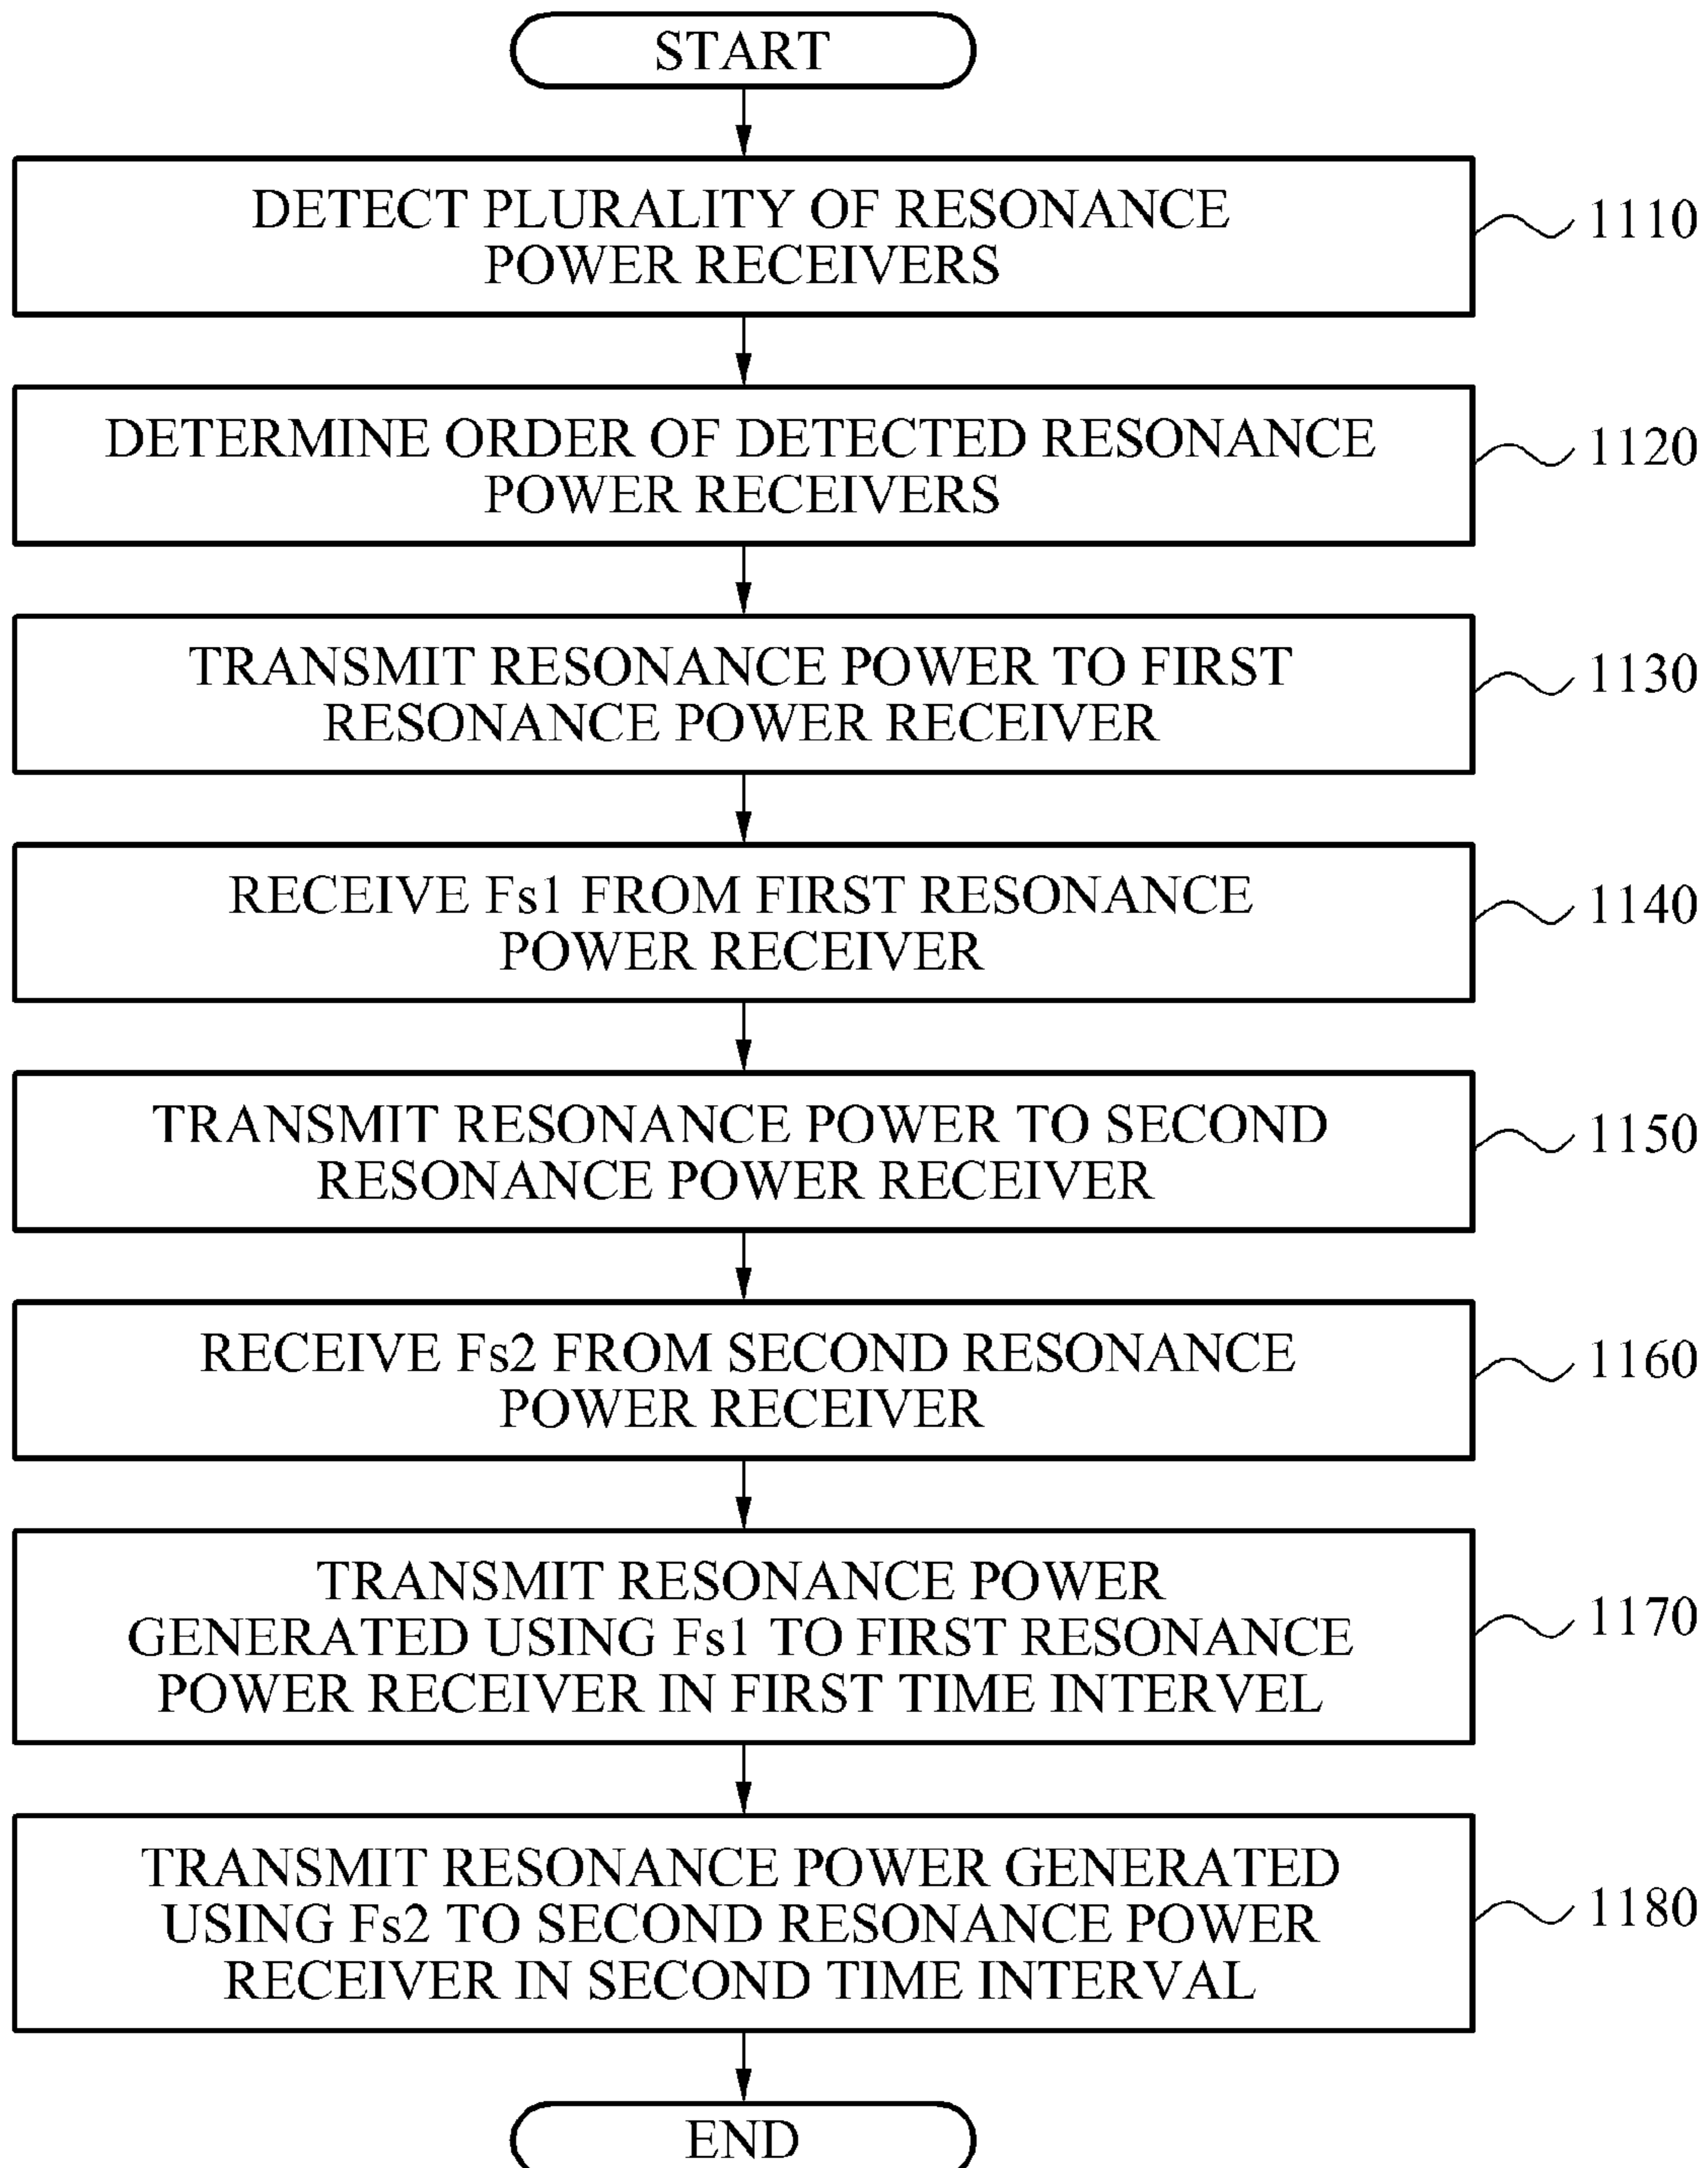 START
DETECT PLURALITY OF RESONANCE
POWER RECEIVERS
1110
DETERMINE ORDER OF DETECTED RESONANCE
POWER RECEIVERS
1120
TRANSMIT RESONANCE POWER TO FIRST
RESONANCE POWER RECEIVER
1130
RECEIVE Fs1 FROM FIRST RESONANCE
POWER RECEIVER
1140
TRANSMIT RESONANCE POWER TO SECOND
RESONANCE POWER RECEIVER
1150
RECEIVE Fs2 FROM SECOND RESONANCE
POWER RECEIVER
1160
TRANSMIT RESONANCE POWER
GENERATED USING Fs1 TO FIRST RESONANCE
POWER RECEIVER IN FIRST TIME INTERVEL
1170
TRANSMIT RESONANCE POWER GENERATED
USING Fs2 TO SECOND RESONANCE POWER
RECEIVER IN SECOND TIME INTERVAL
1180
END